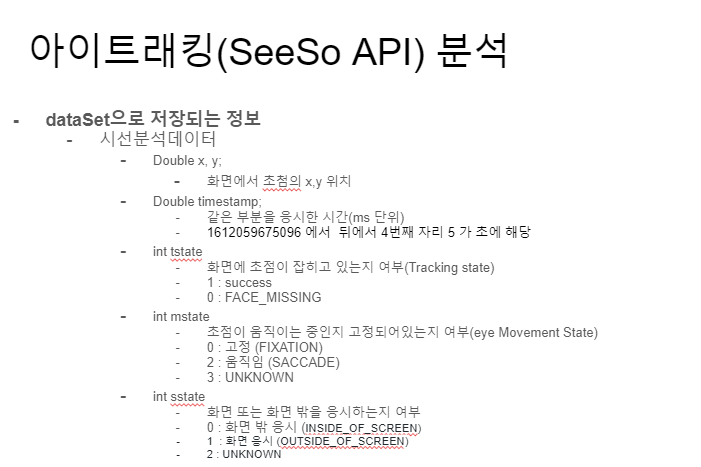 아이트래킹(SeeSo API) 분석
- dataSet으로 저장되는 정보
- 시선분석데이터
- Double x, y;
- 화면에서 초점의 x,y 위치
- Double timestamp;
- 같은 부분을 응시한 시간(ms 단위)
- 1612059675096 에서 뒤에서 4번째 자리 5 가 초에 해당
- int tstate
- 화면에 초점이 잡히고 있는지 여부(Tracking state)
- 1 : success
- 0 : FACE_MISSING
- int mstate
- 초점이 움직이는 중인지 고정되어있는지 여부(eye Movement State)
- 0 : 고정 (FIXATION)
- 2 : 움직임 (SACCADE)
- 3 : UNKNOWN
- int sstate
- 화면 또는 화면 밖을 응시하는지 여부
- 0 : 화면 밖 응시 (INSIDE_OF_SCREEN)
- 1 : 화면 응시 (OUTSIDE_OF_SCREEN)
- 2 : UNKNOWN